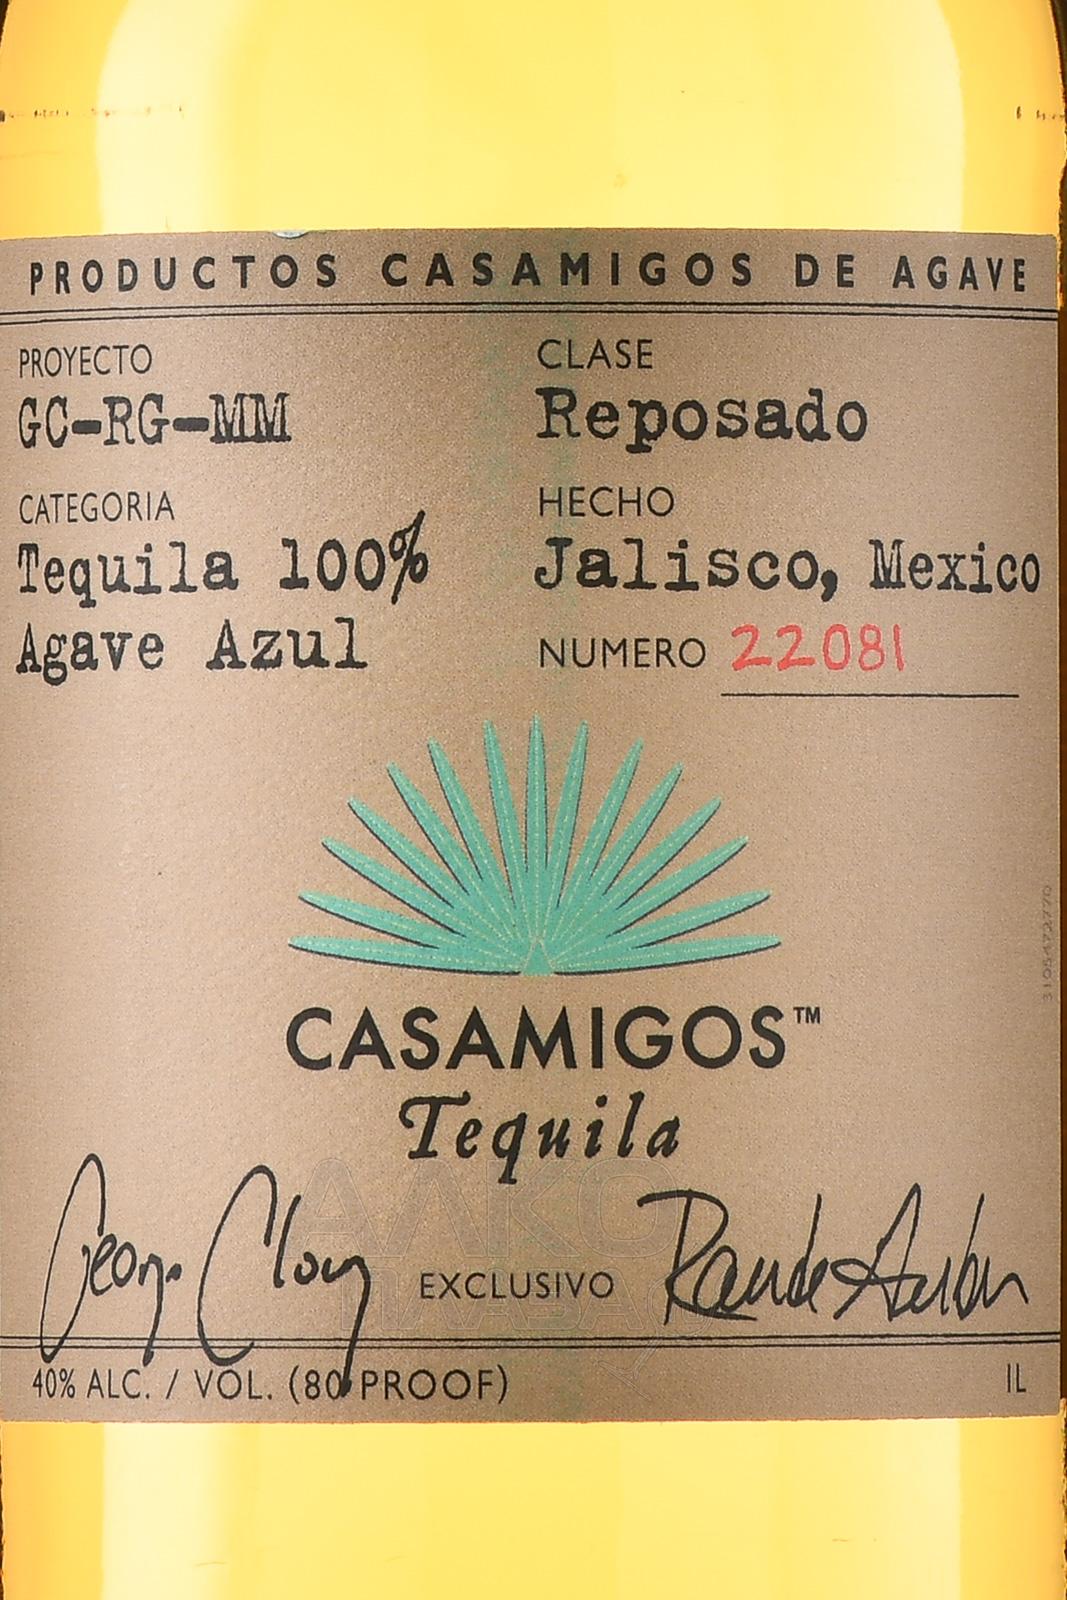 PRODUCTOS CASAMIGOS DE AGAVE
PROYECTO
GC-RG-MM
CLASE
Reposado
CATEGORIA
Tequila 100%
Agave Azul
HECHO
Jalisco, Mexico
NUMERO 22081
CASAMIGOS™
Tequila
EXCLUSIVO
40% ALC. / VOL. (80 PROOF)
1L